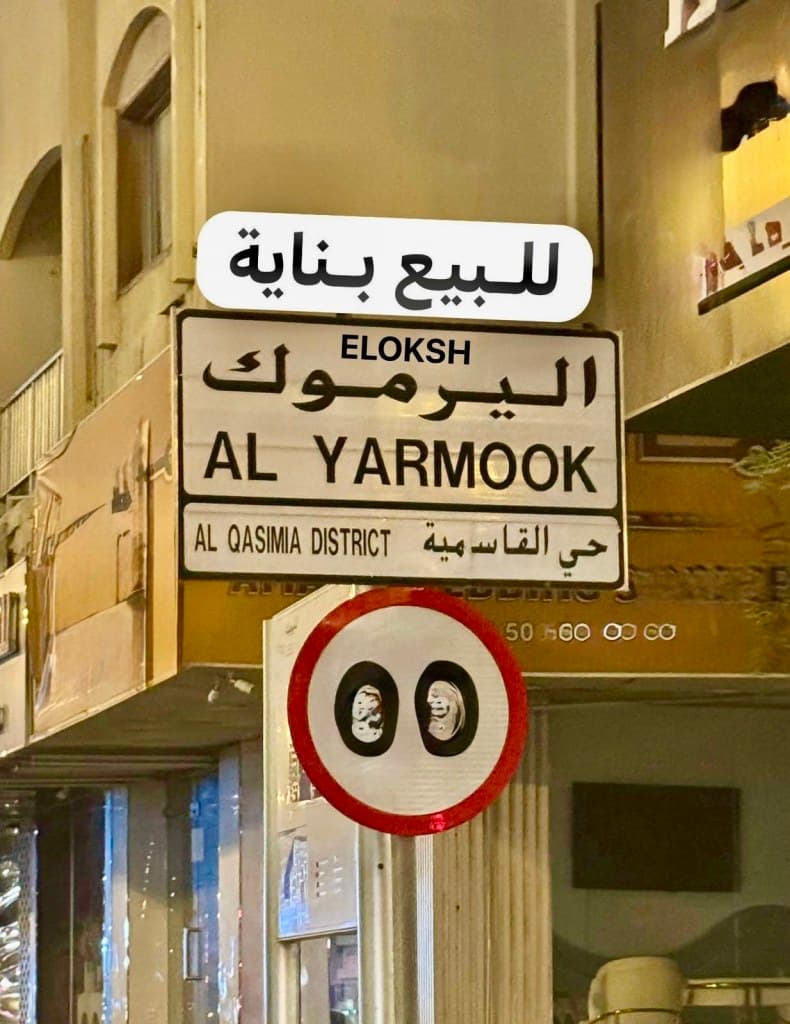 للبيع بناية
ELOKSH
اليرموك
AL YARMOOK
AL QASIMIA DISTRICT حي القاسمية